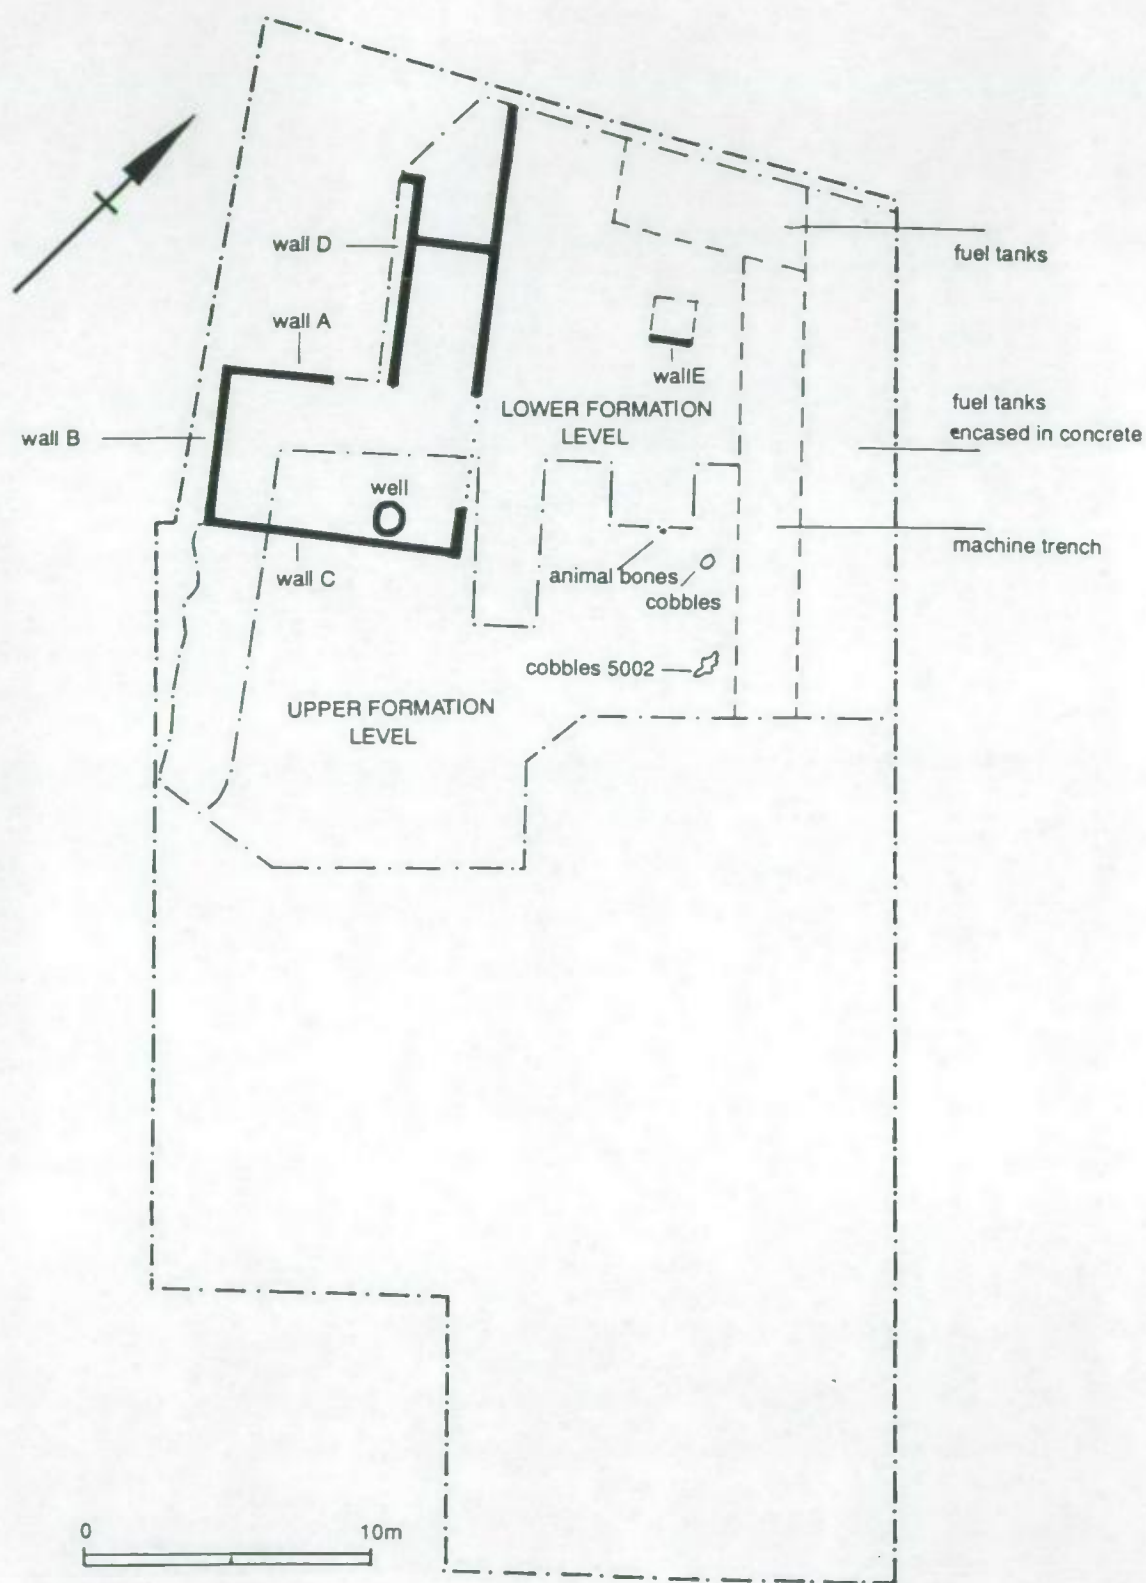 wall D
fuel tanks
wall A
wallE
fuel tanks
encased in concrete
LOWER FORMATION
LEVEL
wall B
well
machine trench
animal bones
cobbles
wall C
cobbles 5002
UPPER FORMATION
LEVEL
0
10m